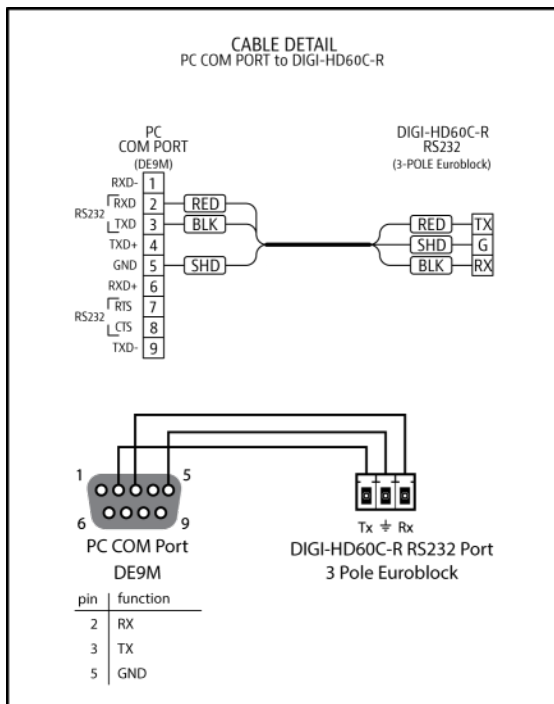 CABLE DETAIL
PC COM PORT to DIGI-HD60C-R
PC
COM PORT
(DE9M)
DIGI-HD60C-R
RS232
(3-POLE Euroblock)
RXD- 1
RS232
RXD 2 RED
TXD 3 BLK
TXD+ 4
GND 5 SHD
RXD+ 6
RS232
RTS 7
CTS 8
TXD- 9
RED TX
SHD G
BLK RX
1 5
6 9
PC COM Port
DE9M
Tx Rx
DIGI-HD60C-R RS232 Port
3 Pole Euroblock
pin function
2 RX
3 TX
5 GND